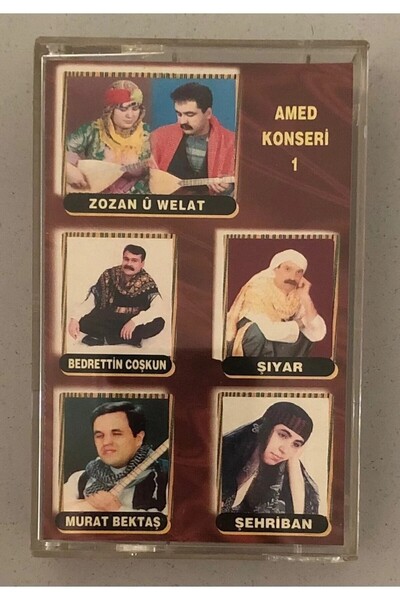 AMED
KONSERİ
1
ZOZAN Û WELAT
BEDRETTİN COŞKUN
ŞIYAR
MURAT BEKTAŞ
ŞEHRİBAN